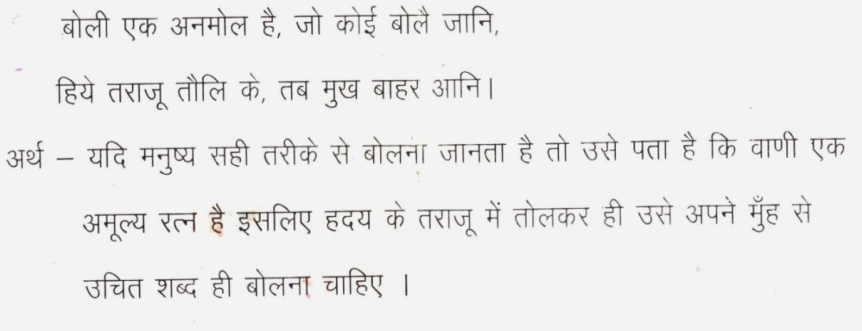 बोली एक अनमोल है, जो कोई बोलै जानि,
हिये तराजू तौलि के, तब मुख बाहर आनि।
अर्थ – यदि मनुष्य सही तरीके से बोलना जानता है तो उसे पता है कि वाणी एक
अमूल्य रत्न है इसलिए हदय के तराजू में तोलकर ही उसे अपने मुँह से
उचित शब्द ही बोलना चाहिए ।